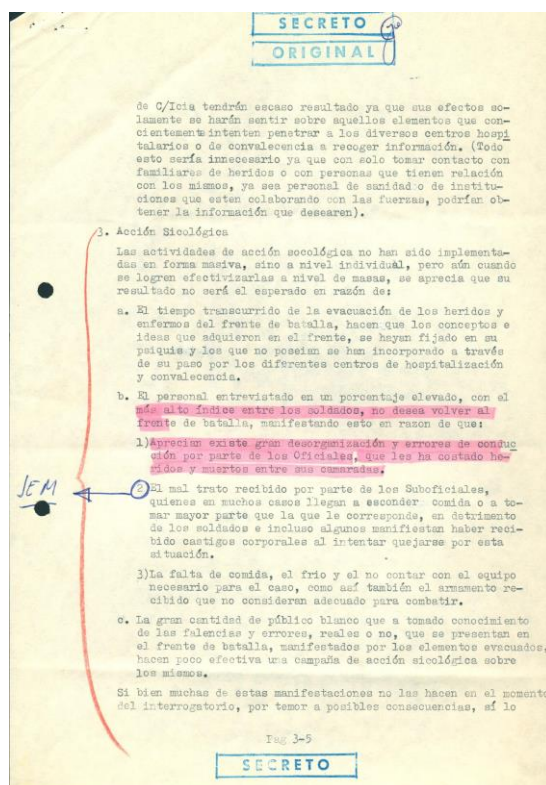 SECRETO
ORIGINAL
de C/Icia tendrán escaso resultado ya que sus efectos so-
lamente se harán sentir sobre aquellos elementos que con-
cientemente intenten penetrar a los diversos centros hospi
talarios o de convalecencia a recoger información. (Todo
esto sería innecesario ya que con solo tomar contacto con
familiares de heridos o con personas que tienen relación
con los mismos, ya sea personal de sanidad o de institu-
ciones que esten colaborando con las fuerzas, podrían ob-
tener la información que desearen).
3. Acción Sicológica
Las actividades de acción socológica no han sido implementa-
das en forma masiva, sino a nivel individual, pero aún cuando
se logren efectivizarlas a nivel de masas, se aprecia que su
resultado no será el esperado en razón de:
a. El tiempo transcurrido de la evacuación de los heridos y
enfermos del frente de batalla, hacen que los conceptos e
ideas que adquieren en el frente, se hayan fijado en su
psiquis y los que no poseian se han incorporado a través
de su paso por los diferentes centros de hospitalización
y convalecencia.
b. El personal entrevistado en un porcentaje elevado, con el
más alto índice entre los soldados, no desea volver al
frente de batalla, manifestando esto en razon de que:
1)Aprecian existe gran desorganización y errores de conduc
ción por parte de los Oficiales, que les ha costado he-
ridos y muertos entre sus camaradas.
JEM
2)El mal trato recibido por parte de los Suboficiales,
quienes en muchos casos llegan a esconder comida o a to-
mar mayor parte que la que le corresponde, en detrimento
de los soldados e incluso algunos manifiestan haber reci-
bido castigos corporales al intentar quejarse por esta
situación.
3)La falta de comida, el frio y el no contar con el equipo
necesario para el caso, como así también el armamento re-
cibido que no consideran adecuado para combatir.
c. La gran cantidad de público blanco que a tomado conocimiento
de las falencias y errores, reales o no, que se presentan en
el frente de batalla, manifestados por los elementos evacuados,
hacen poco efectiva una campaña de acción sicológica sobre
los mismos.
Si bien muchas de estas manifestaciones no las hacen en el momento
del interrogatorio, por temor a posibles consecuencias, sí lo
Pag 3-5
SECRETO